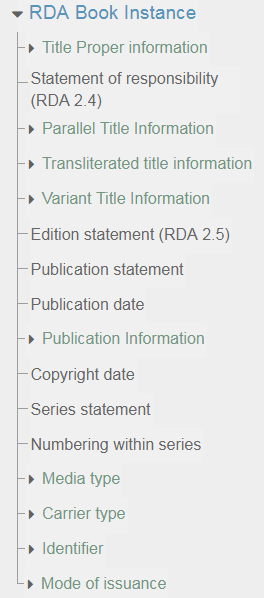 RDA Book Instance
Title Proper information
Statement of responsibility
(RDA 2.4)
Parallel Title Information
Transliterated title information
Variant Title Information
Edition statement (RDA 2.5)
Publication statement
Publication date
Publication Information
Copyright date
Series statement
Numbering within series
Media type
Carrier type
Identifier
Mode of issuance